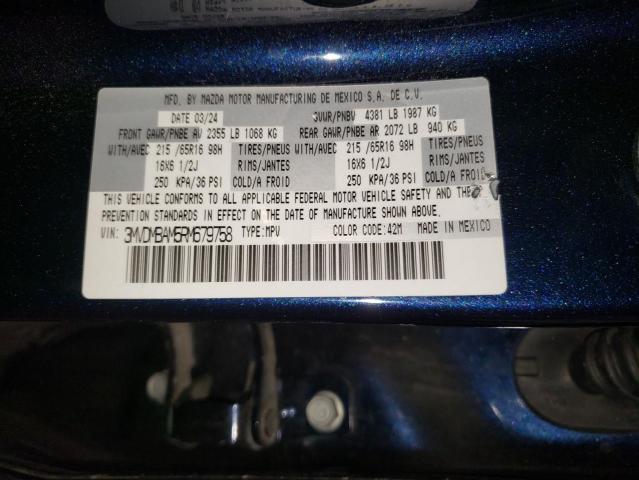 MFD. BY MAZDA MOTOR MANUFACTURING DE MEXICO S.A. DE C.V.
DATE 03/24 GVWR/PNBV 4381 LB 1987 KG
FRONT GAWR/PNBE AV 2355 LB 1068 KG REAR GAWR/PNBE AR 2072 LB 940 KG
WITH/AVEC 215 /65R16 98H TIRES/PNEUS WITH/AVEC 215 /65R16 98H TIRES/PNEUS
16X6 1/2J RIMS/JANTES 16X6 1/2J RIMS/JANTES
250 KPA/36 PSI COLD/A FROID 250 KPA/36 PSI COLD/A FROID
THIS VEHICLE CONFORMS TO ALL APPLICABLE FEDERAL MOTOR VEHICLE SAFETY AND THEFT
PREVENTION STANDARDS IN EFFECT ON THE DATE OF MANUFACTURE SHOWN ABOVE.
VIN: 3MVDMBAM5RM679758 TYPE:MPV COLOR CODE:42M MADE IN MEXICO